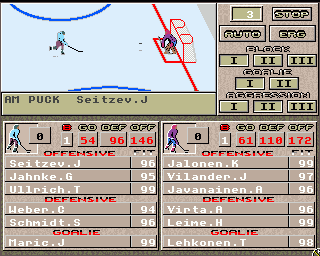 3 STOP
AUTO ERG
BLOCK
I II III
GOALIE
I II
AGGRESSION
I II III
AM PUCK Seitzev.J
0 B GO DEF OFF
1 54 96 146
OFFENSIVE FIT
Seitzev.J 96
Jahnke.G 95
Ullrich.T 99
DEFENSIVE
Weber.G 94
Schmidt.S 96
GOALIE
Maric.J 99
0 B GO DEF OFF
1 61 110 172
OFFENSIVE FIT
Jalonen.K 99
Vilander.J 97
Javanainen.A 96
DEFENSIVE
Virta.H 96
Leime.H 99
GOALIE
Lehkonen.T 98